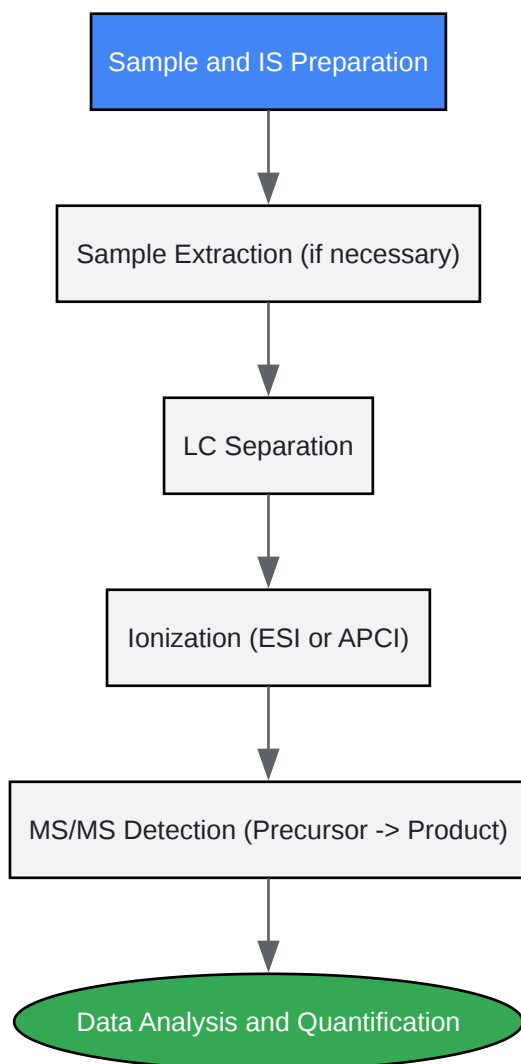 Sample and IS Preparation
Sample Extraction (if necessary)
LC Separation
Ionization (ESI or APCI)
MS/MS Detection (Precursor -> Product)
Data Analysis and Quantification